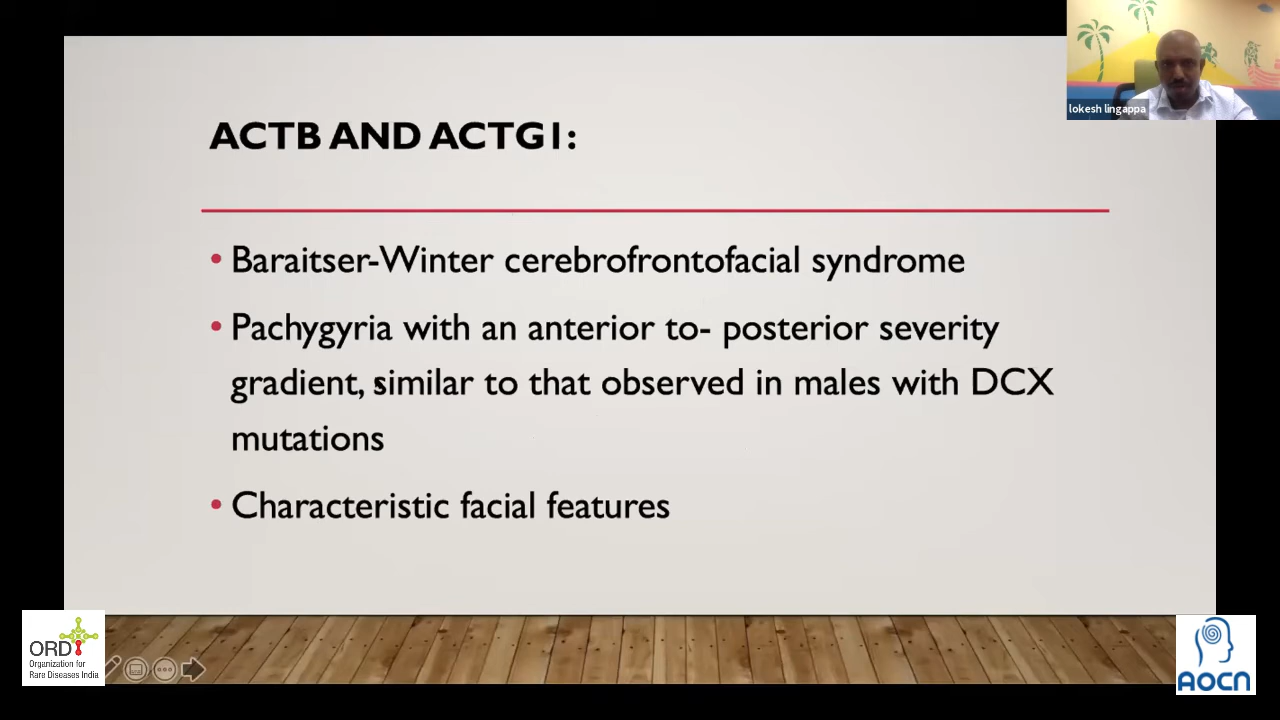 lokesh lingappa
ACTB AND ACTG1:
• Baraitser-Winter cerebrofrontofacial syndrome
• Pachygyria with an anterior to- posterior severity
gradient, similar to that observed in males with DCX
mutations
• Characteristic facial features
ORDI
Organization for
Rare Diseases India
AOCN